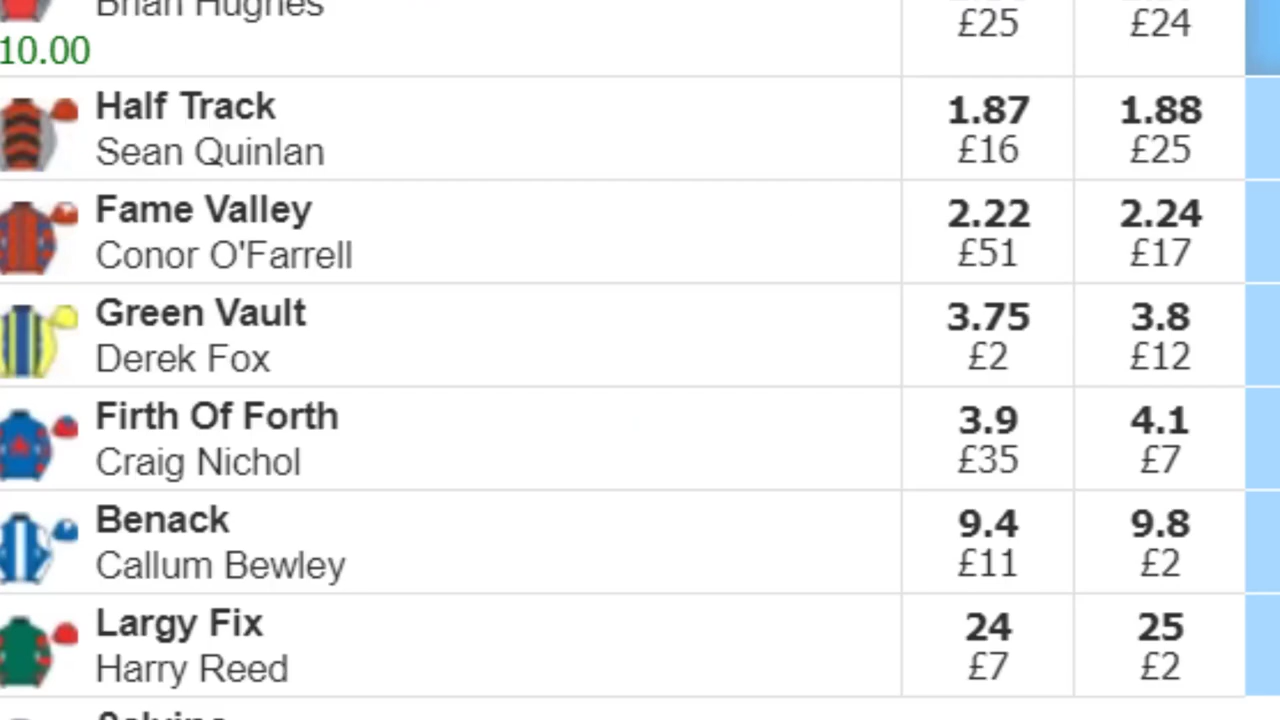 Brian Hughes
£25 £24
10.00
Half Track 1.87 1.88
Sean Quinlan £16 £25
Fame Valley 2.22 2.24
Conor O'Farrell £51 £17
Green Vault 3.75 3.8
Derek Fox £2 £12
Firth Of Forth 3.9 4.1
Craig Nichol £35 £7
Benack 9.4 9.8
Callum Bewley £11 £2
Largy Fix 24 25
Harry Reed £7 £2